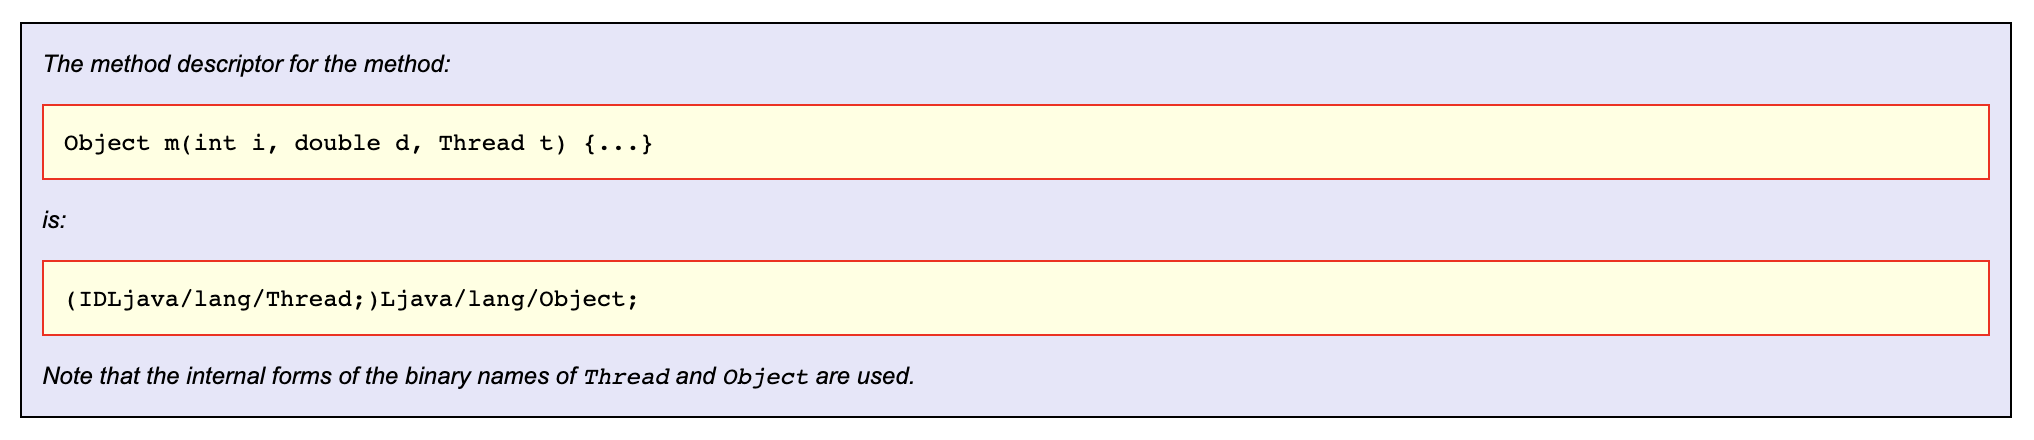 The method descriptor for the method:
Object m(int i, double d, Thread t) {...}
is:
(IDLjava/lang/Thread;)Ljava/lang/Object;
Note that the internal forms of the binary names of Thread and Object are used.